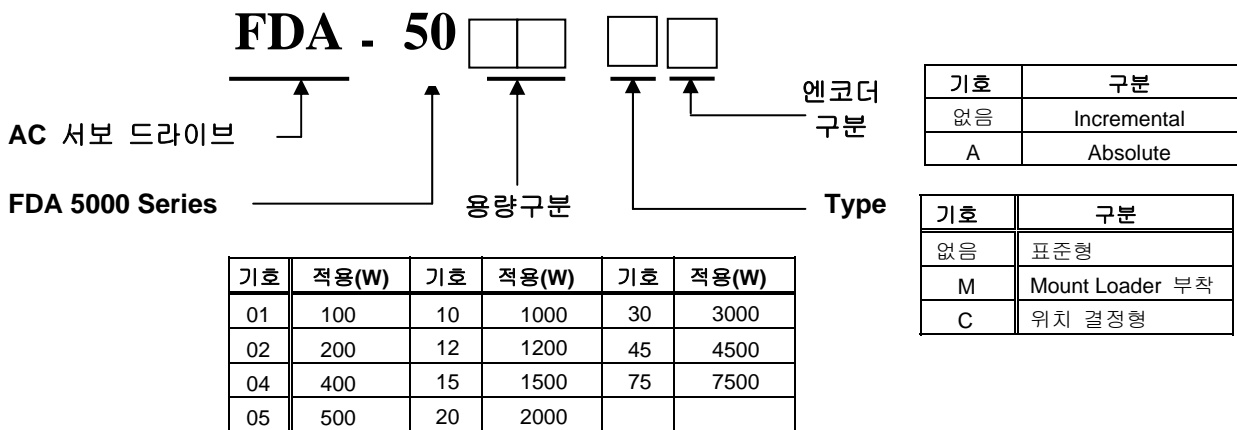 FDA - 50
엔코더
구분
AC 서보 드라이브
FDA 5000 Series
용량구분
Type
기호 구분
없음 Incremental
A Absolute
기호 구분
없음 표준형
M Mount Loader 부착
C 위치 결정형
기호 적용(W) 기호 적용(W) 기호 적용(W)
01 100 10 1000 30 3000
02 200 12 1200 45 4500
04 400 15 1500 75 7500
05 500 20 2000